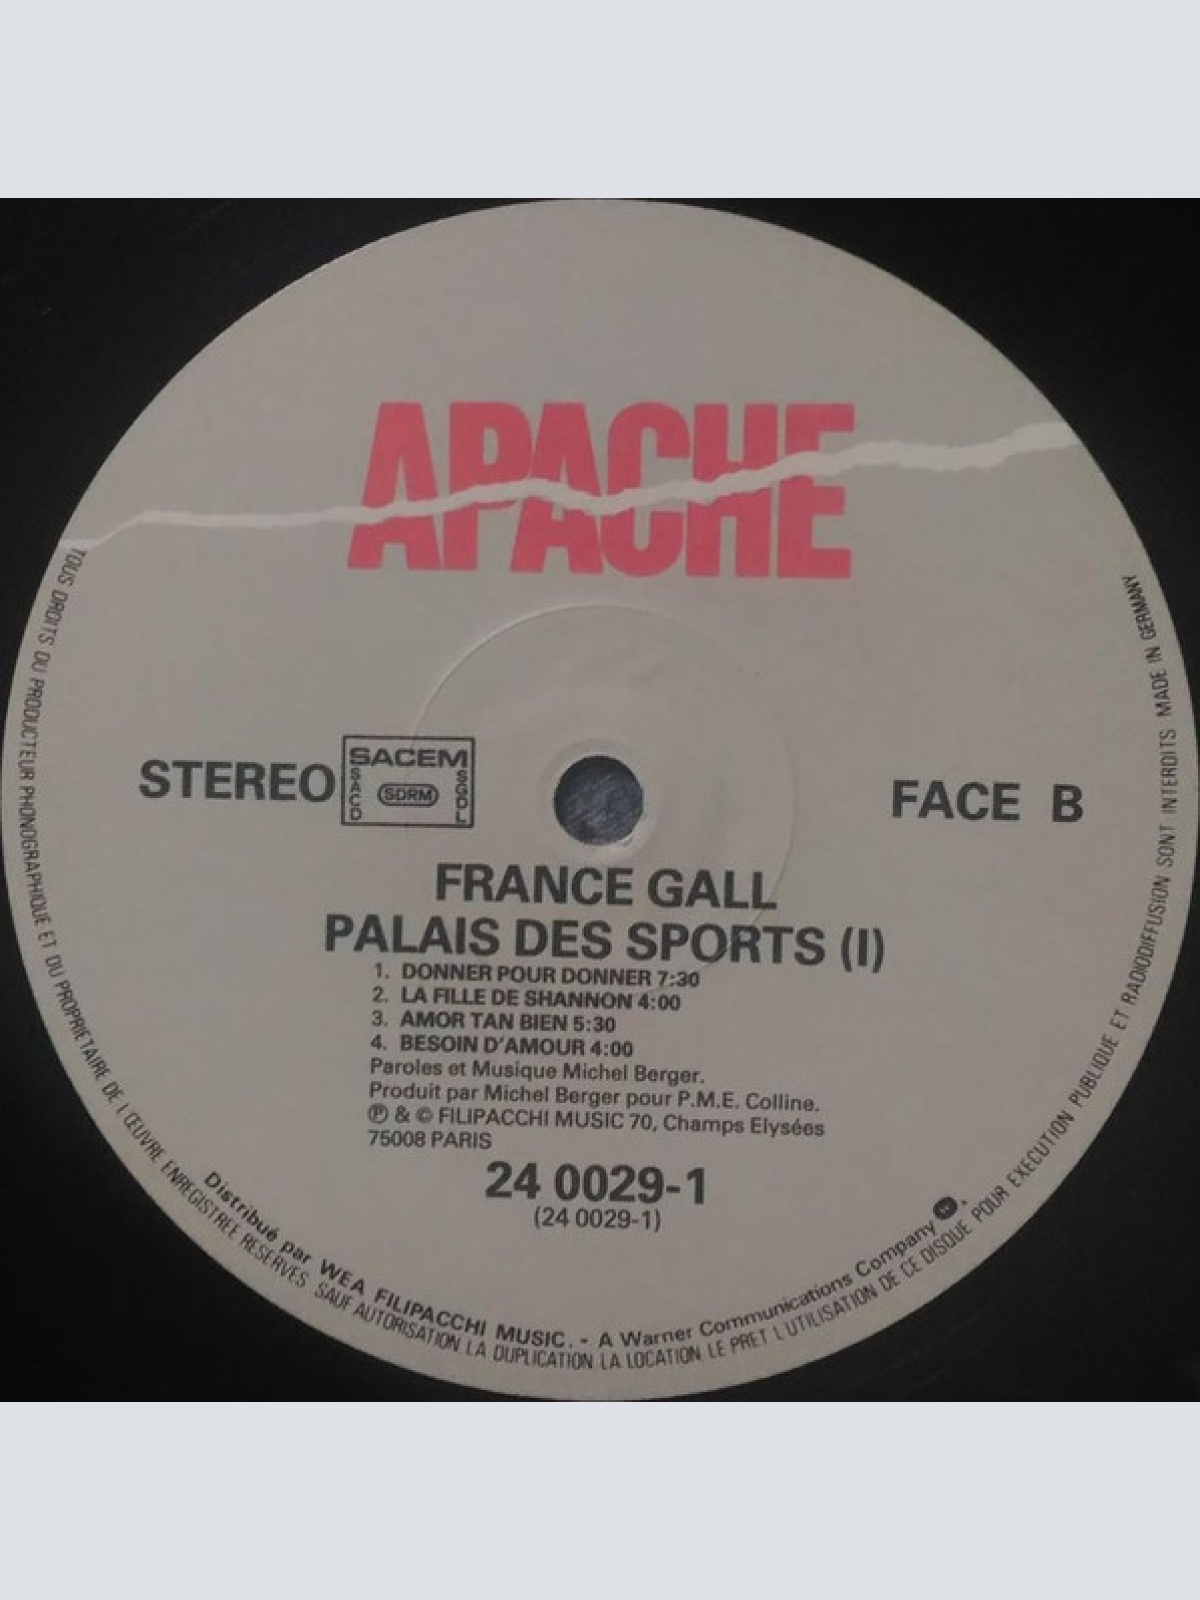 APACHE
STEREO
SACEM
SACD
SDRM
SGDL
FACE B
FRANCE GALL
PALAIS DES SPORTS (I)
1. DONNER POUR DONNER 7:30
2. LA FILLE DE SHANNON 4:00
3. AMOR TAN BIEN 5:30
4. BESOIN D'AMOUR 4:00
Paroles et Musique Michel Berger.
Produit par Michel Berger pour P.M.E. Colline.
℗ & © FILIPACCHI MUSIC 70, Champs Elysées
75008 PARIS
24 0029-1
(24 0029-1)
Distribué par WEA FILIPACCHI MUSIC. - A Warner Communications Company
TOUS DROITS DU PRODUCTEUR PHONOGRAPHIQUE ET DU PROPRIETAIRE DE L'ŒUVRE ENREGISTREE RESERVES SAUF AUTORISATION LA DUPLICATION LA LOCATION LE PRET L'UTILISATION DE CE DISQUE POUR EXECUTION PUBLIQUE ET RADIODIFFUSION SONT INTERDITS MADE IN GERMANY